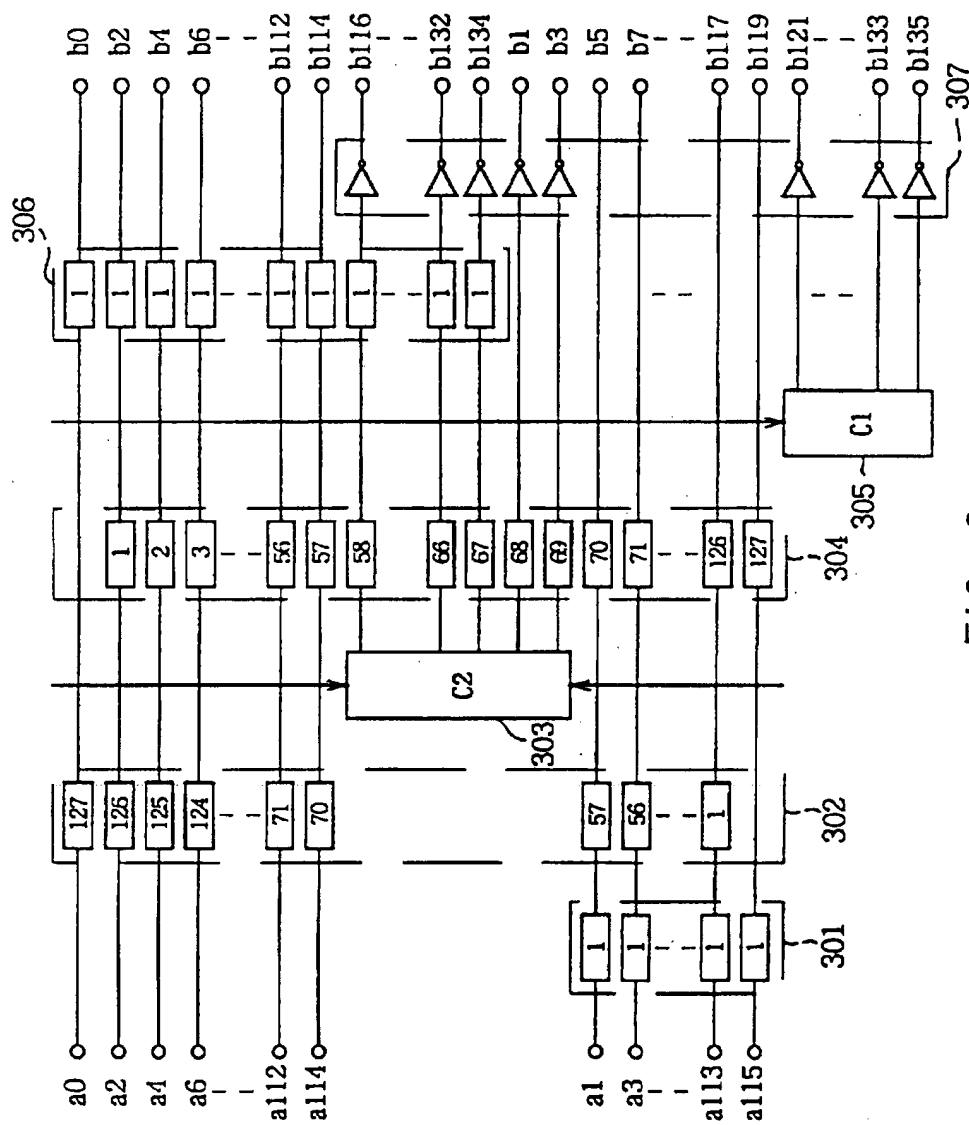 306
a0 127 1 b0
a2 126 1 1 b2
a4 125 2 1 b4
a6 124 3 1 b6
a112 71 56 1 b112
a114 70 57 1 b114
58 1 b116
66 1 b132
67 1 b134
68 b1
69 b3
C2
303
a1 1 57 70 b5
a3 1 56 71 b7
a113 1 1 126 b117
a115 1 127 b119
b121
C1
b133
b135
301
302
304
305
307